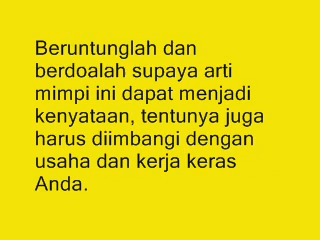 Beruntunglah dan
berdoalah supaya arti
mimpi ini dapat menjadi
kenyataan, tentunya juga
harus diimbangi dengan
usaha dan kerja keras
Anda.